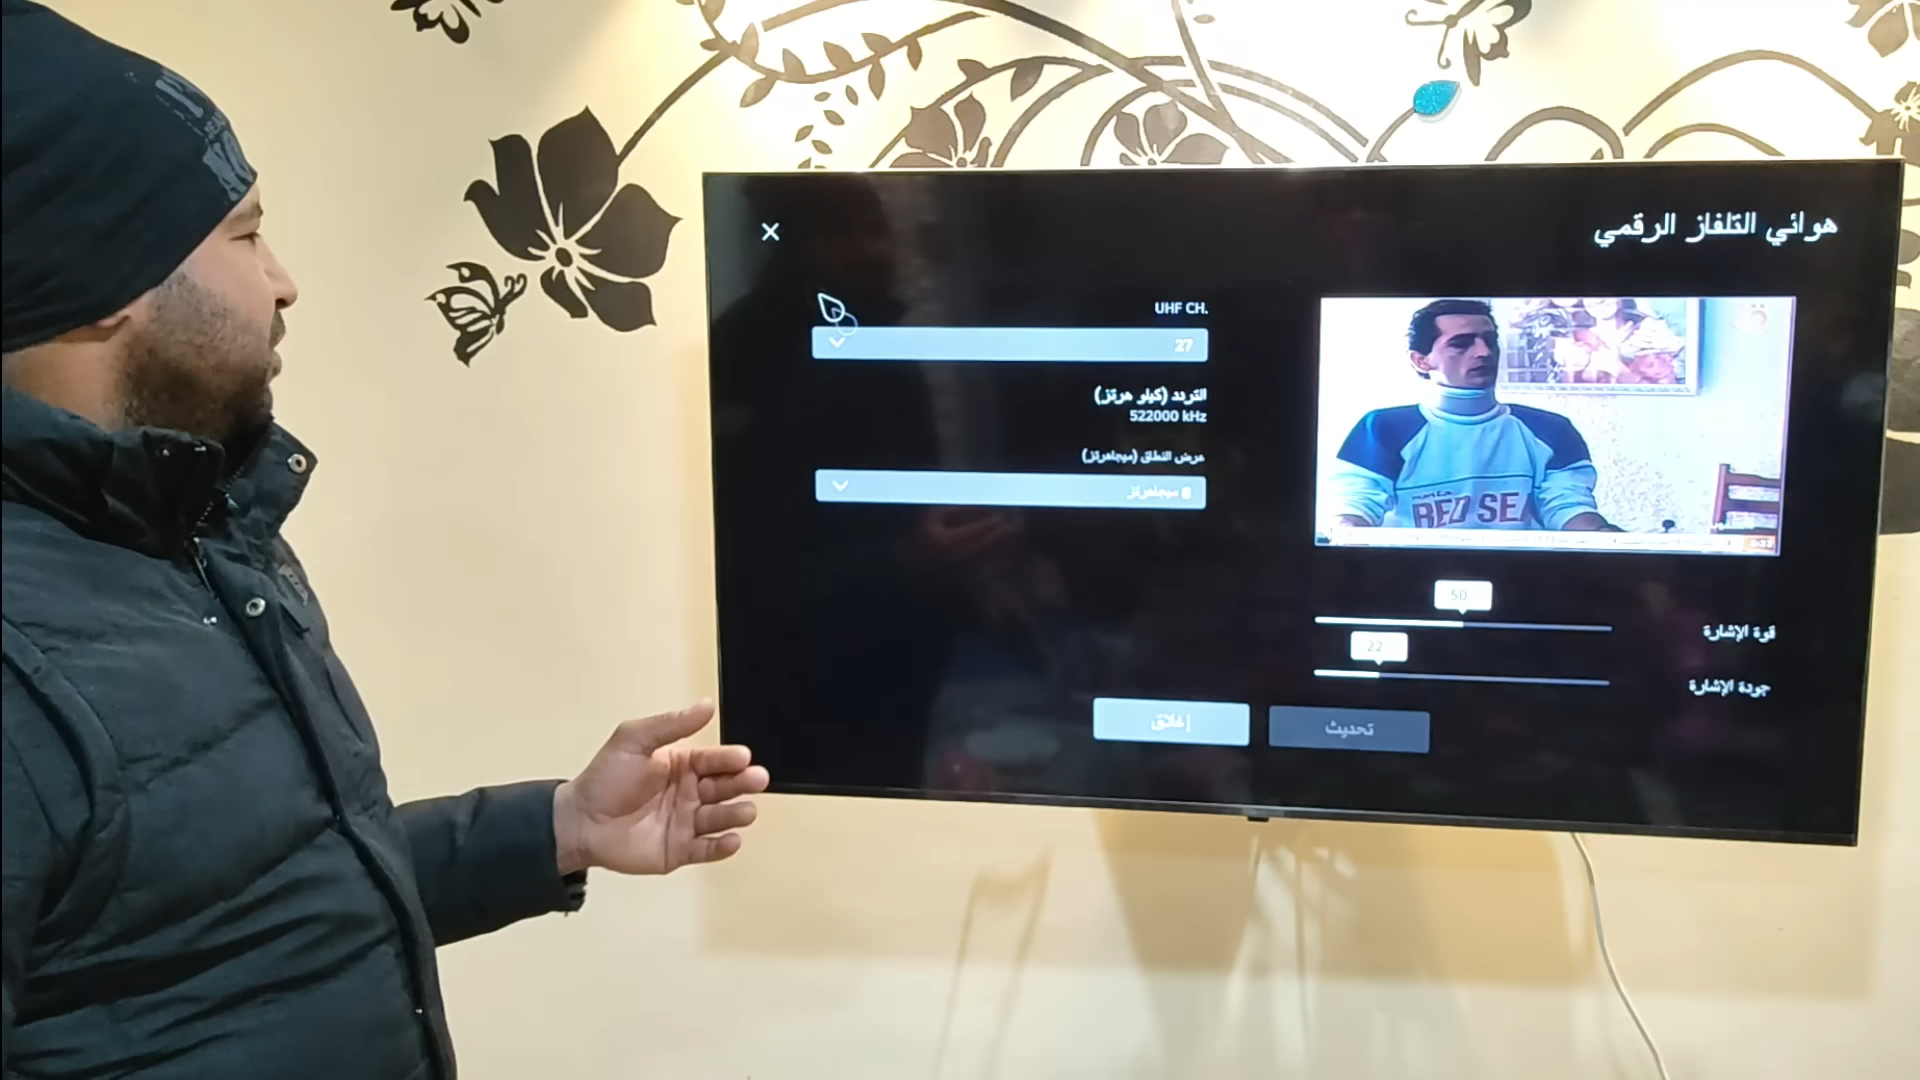 هوائي التلفاز الرقمي
UHF CH.
27
التردد (كيلو هرتز)
522000 kHz
عرض النطاق (ميجاهرتز)
8 ميجاهرتز
RED SEA
50
قوة الإشارة
22
جودة الإشارة
تحديث
إغلاق